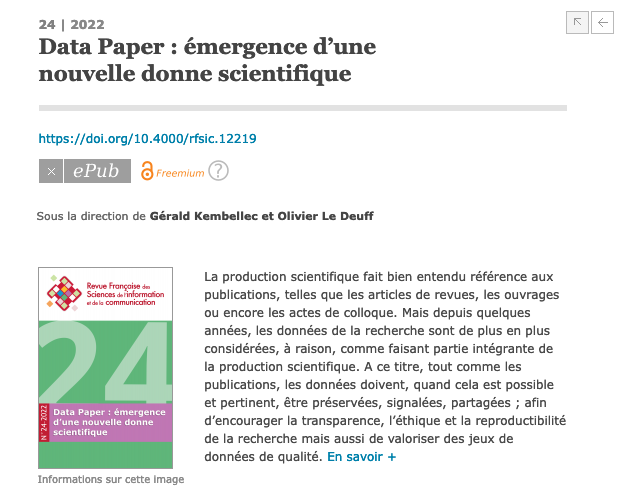 24 | 2022
Data Paper : émergence d’une
nouvelle donne scientifique
https://doi.org/10.4000/rfsic.12219
ePub
Freemium
?
Sous la direction de Gérald Kembellec et Olivier Le Deuff
Revue Française des
Sciences de l'information
et de la communication
24
N° 24-2022
Data Paper : émergence
d'une nouvelle donne
scientifique
Informations sur cette image
La production scientifique fait bien entendu référence aux
publications, telles que les articles de revues, les ouvrages
ou encore les actes de colloque. Mais depuis quelques
années, les données de la recherche sont de plus en plus
considérées, à raison, comme faisant partie intégrante de
la production scientifique. A ce titre, tout comme les
publications, les données doivent, quand cela est possible
et pertinent, être préservées, signalées, partagées ; afin
d’encourager la transparence, l’éthique et la reproductibilité
de la recherche mais aussi de valoriser des jeux de
données de qualité. En savoir +